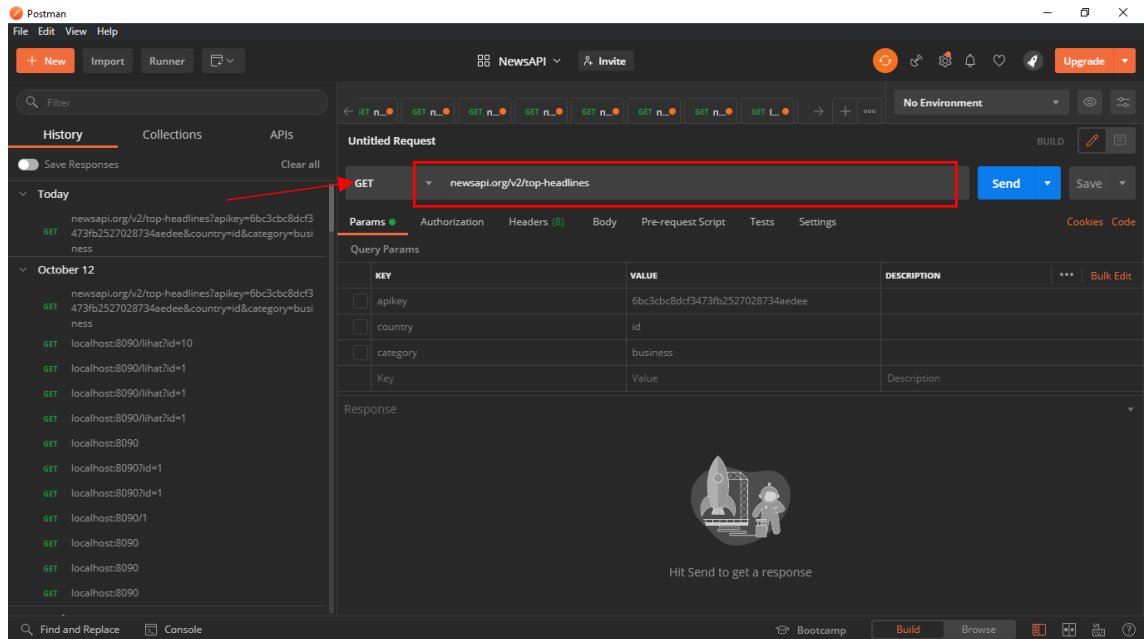 Postman
File Edit View Help
New Import Runner NewsAPI Invite Upgrade
Filter
History Collections APIs
Save Responses Clear all
Today
GET newsapi.org/v2/top-headlines?apikey=6bc3cbc8dcf3
473fb2527028734aedee&country=id&category=busi
ness
October 12
GET newsapi.org/v2/top-headlines?apikey=6bc3cbc8dcf3
473fb2527028734aedee&country=id&category=busi
ness
GET localhost:8090/lihat?id=10
GET localhost:8090/lihat?id=1
GET localhost:8090/lihat?id=1
GET localhost:8090/lihat?id=1
GET localhost:8090
GET localhost:8090?id=1
GET localhost:8090?id=1
GET localhost:8090/1
GET localhost:8090
GET localhost:8090
GET localhost:8090
Find and Replace Console
GET n... GET n... GET n... GET n... GET n... GET n... GET n... GET l...
No Environment
Untitled Request BUILD
GET newsapi.org/v2/top-headlines Send Save
Params Authorization Headers (8) Body Pre-request Script Tests Settings Cookies Code
Query Params
KEY VALUE DESCRIPTION Bulk Edit
apikey 6bc3cbc8dcf3473fb2527028734aedee
country id
category business
Key Value Description
Response
Hit Send to get a response
Bootcamp Build Browse